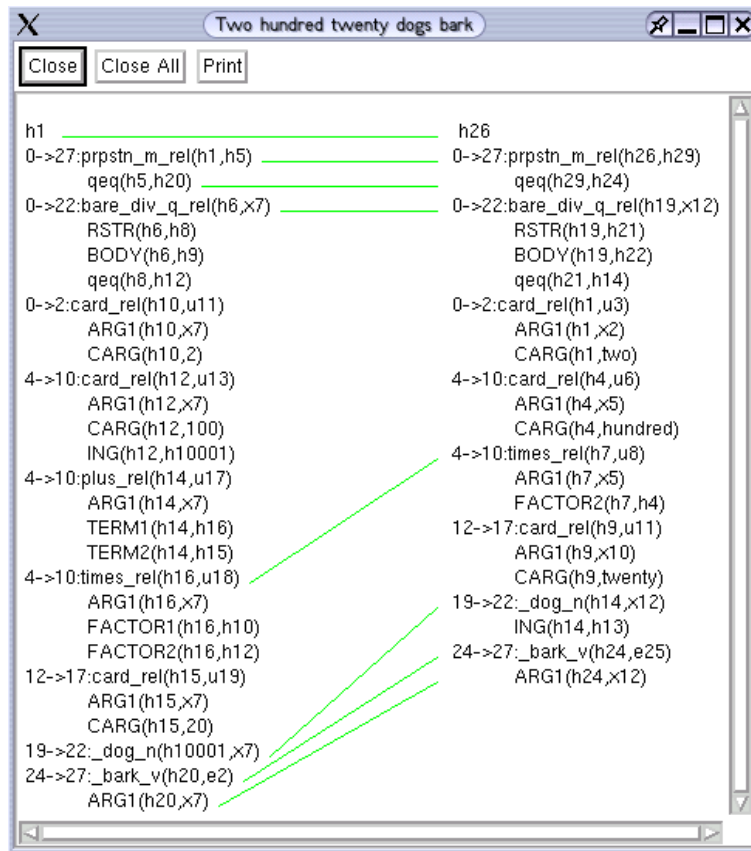 Two hundred twenty dogs bark
Close Close All Print
h1
0->27:prpstn_m_rel(h1,h5)
qeq(h5,h20)
0->22:bare_div_q_rel(h6,x7)
RSTR(h6,h8)
BODY(h6,h9)
qeq(h8,h12)
0->2:card_rel(h10,u11)
ARG1(h10,x7)
CARG(h10,2)
4->10:card_rel(h12,u13)
ARG1(h12,x7)
CARG(h12,100)
ING(h12,h10001)
4->10:plus_rel(h14,u17)
ARG1(h14,x7)
TERM1(h14,h16)
TERM2(h14,h15)
4->10:times_rel(h16,u18)
ARG1(h16,x7)
FACTOR1(h16,h10)
FACTOR2(h16,h12)
12->17:card_rel(h15,u19)
ARG1(h15,x7)
CARG(h15,20)
19->22:_dog_n(h10001,x7)
24->27:_bark_v(h20,e2)
ARG1(h20,x7)
h26
0->27:prpstn_m_rel(h26,h29)
qeq(h29,h24)
0->22:bare_div_q_rel(h19,x12)
RSTR(h19,h21)
BODY(h19,h22)
qeq(h21,h14)
0->2:card_rel(h1,u3)
ARG1(h1,x2)
CARG(h1,two)
4->10:card_rel(h4,u6)
ARG1(h4,x5)
CARG(h4,hundred)
4->10:times_rel(h7,u8)
ARG1(h7,x5)
FACTOR2(h7,h4)
12->17:card_rel(h9,u11)
ARG1(h9,x10)
CARG(h9,twenty)
19->22:_dog_n(h14,x12)
ING(h14,h13)
24->27:_bark_v(h24,e25)
ARG1(h24,x12)